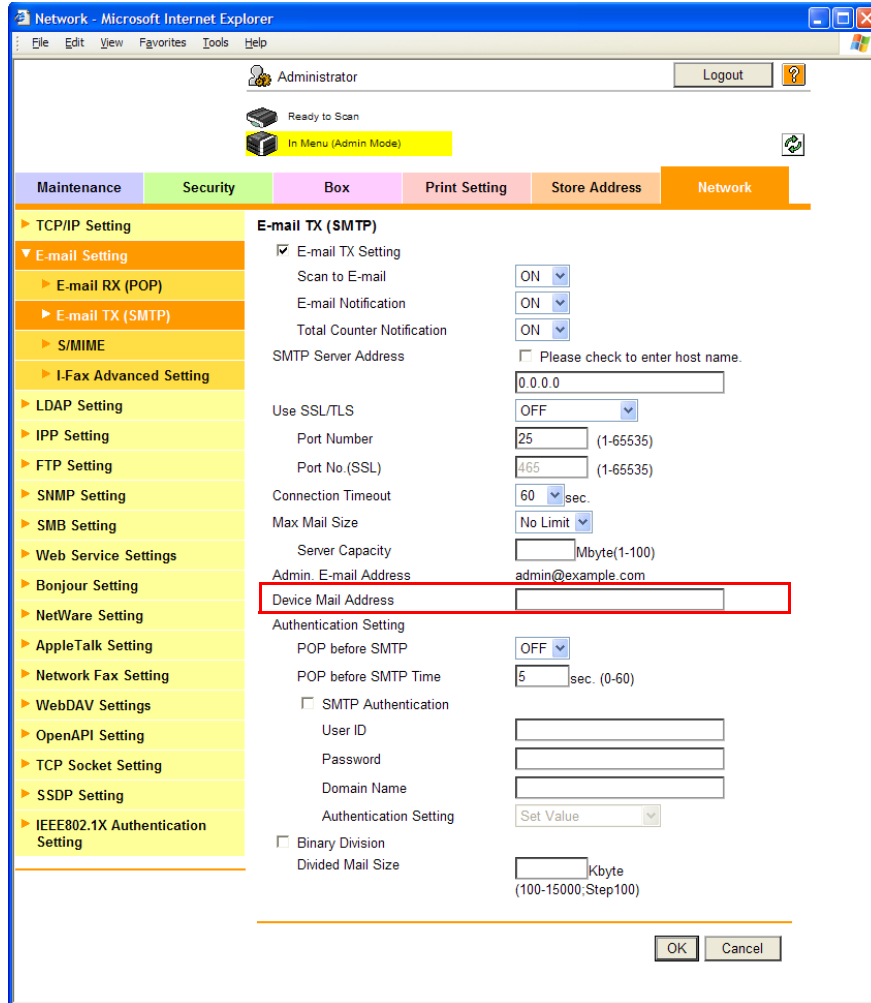 Network - Microsoft Internet Explorer
File Edit View Favorites Tools Help
Administrator
Logout
?
Ready to Scan
In Menu (Admin Mode)
Maintenance Security Box Print Setting Store Address Network
TCP/IP Setting
E-mail Setting
E-mail RX (POP)
E-mail TX (SMTP)
S/MIME
I-Fax Advanced Setting
LDAP Setting
IPP Setting
FTP Setting
SNMP Setting
SMB Setting
Web Service Settings
Bonjour Setting
NetWare Setting
AppleTalk Setting
Network Fax Setting
WebDAV Settings
OpenAPI Setting
TCP Socket Setting
SSDP Setting
IEEE802.1X Authentication
Setting
E-mail TX (SMTP)
E-mail TX Setting
Scan to E-mail ON
E-mail Notification ON
Total Counter Notification ON
SMTP Server Address Please check to enter host name.
0.0.0.0
Use SSL/TLS OFF
Port Number 25 (1-65535)
Port No.(SSL) 465 (1-65535)
Connection Timeout 60 sec.
Max Mail Size No Limit
Server Capacity Mbyte(1-100)
Admin. E-mail Address admin@example.com
Device Mail Address
Authentication Setting
POP before SMTP OFF
POP before SMTP Time 5 sec. (0-60)
SMTP Authentication
User ID
Password
Domain Name
Authentication Setting Set Value
Binary Division
Divided Mail Size Kbyte
(100-15000;Step100)
OK Cancel